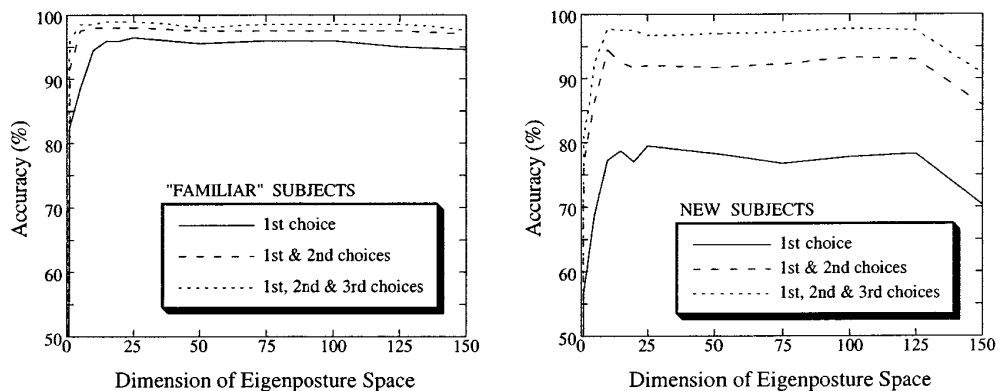 100
90
80
70
60
50
Accuracy (%)
"FAMILIAR" SUBJECTS
1st choice
1st & 2nd choices
1st, 2nd & 3rd choices
0 25 50 75 100 125 150
Dimension of Eigenposture Space
100
90
80
70
60
50
Accuracy (%)
NEW SUBJECTS
1st choice
1st & 2nd choices
1st, 2nd & 3rd choices
0 25 50 75 100 125 150
Dimension of Eigenposture Space